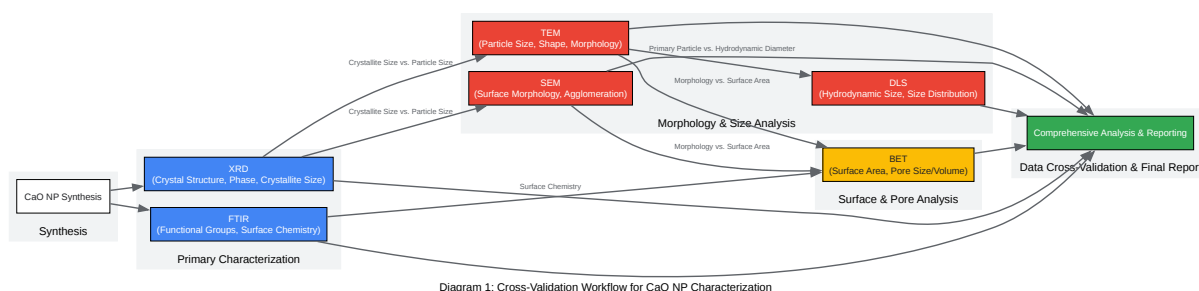 TEM
(Particle Size, Shape, Morphology)
Primary Particle vs. Hydrodynamic Diameter
Crystallite Size vs. Particle Size
SEM
(Surface Morphology, Agglomeration)
Morphology vs. Surface Area
DLS
(Hydrodynamic Size, Size Distribution)
Crystallite Size vs. Particle Size
Morphology & Size Analysis
Comprehensive Analysis & Reporting
Morphology vs. Surface Area
XRD
(Crystal Structure, Phase, Crystallite Size)
BET
(Surface Area, Pore Size/Volume)
Data Cross-Validation & Final Repor
Surface Chemistry
CaO NP Synthesis
Surface & Pore Analysis
FTIR
(Functional Groups, Surface Chemistry)
Synthesis
Primary Characterization
Diagram 1: Cross-Validation Workflow for CaO NP Characterization